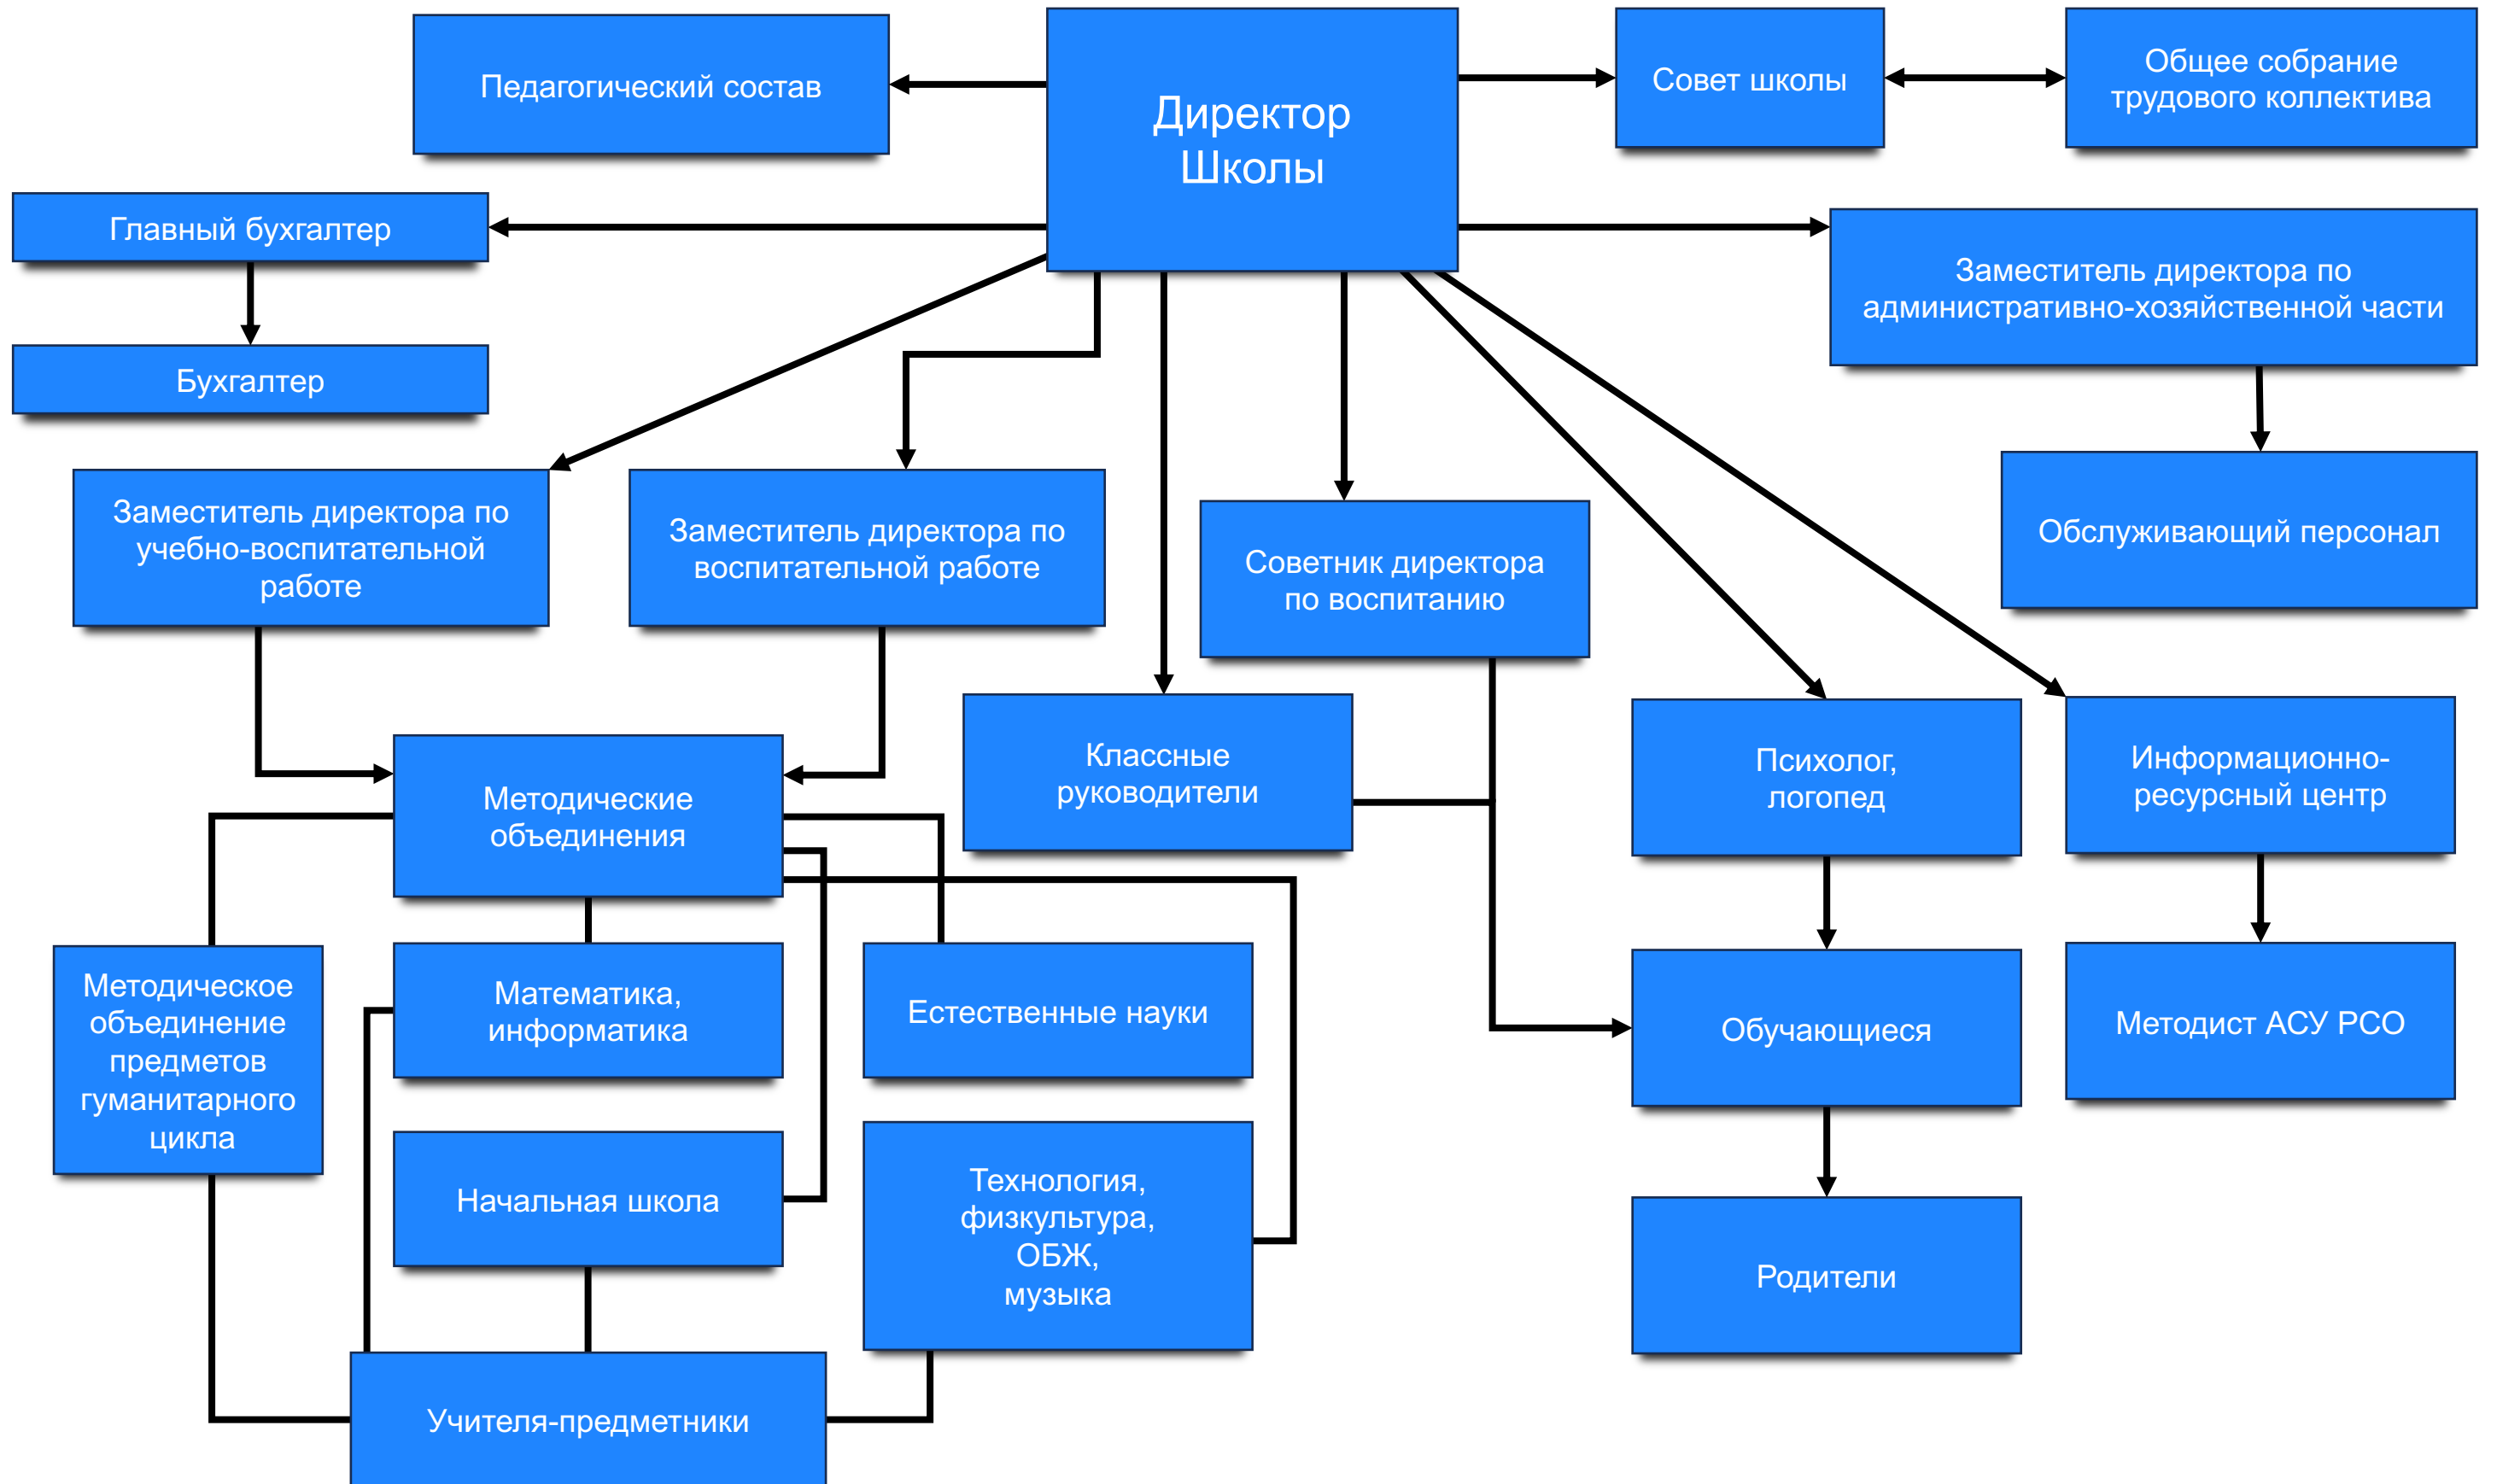 Педагогический состав
Директор
Школы
Совет школы
Общее собрание
трудового коллектива
Главный бухгалтер
Бухгалтер
Заместитель директора по
административно-хозяйственной части
Обслуживающий персонал
Заместитель директора по
учебно-воспитательной
работе
Заместитель директора по
воспитательной работе
Советник директора
по воспитанию
Классные
руководители
Психолог,
логопед
Информационно-
ресурсный центр
Методические
объединения
Методическое
объединение
предметов
гуманитарного
цикла
Математика,
информатика
Естественные науки
Обучающиеся
Методист АСУ РСО
Начальная школа
Технология,
физкультура,
ОБЖ,
музыка
Родители
Учителя-предметники